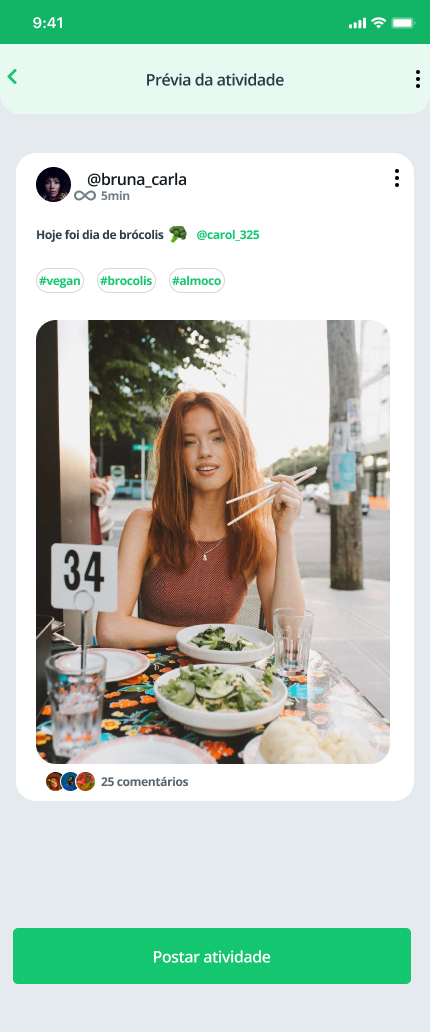 9:41
Prévia da atividade
@bruna_carla
5min
Hoje foi dia de brócolis 🥦 @carol_325
#vegan #brocolis #almoco
34
25 comentários
Postar atividade